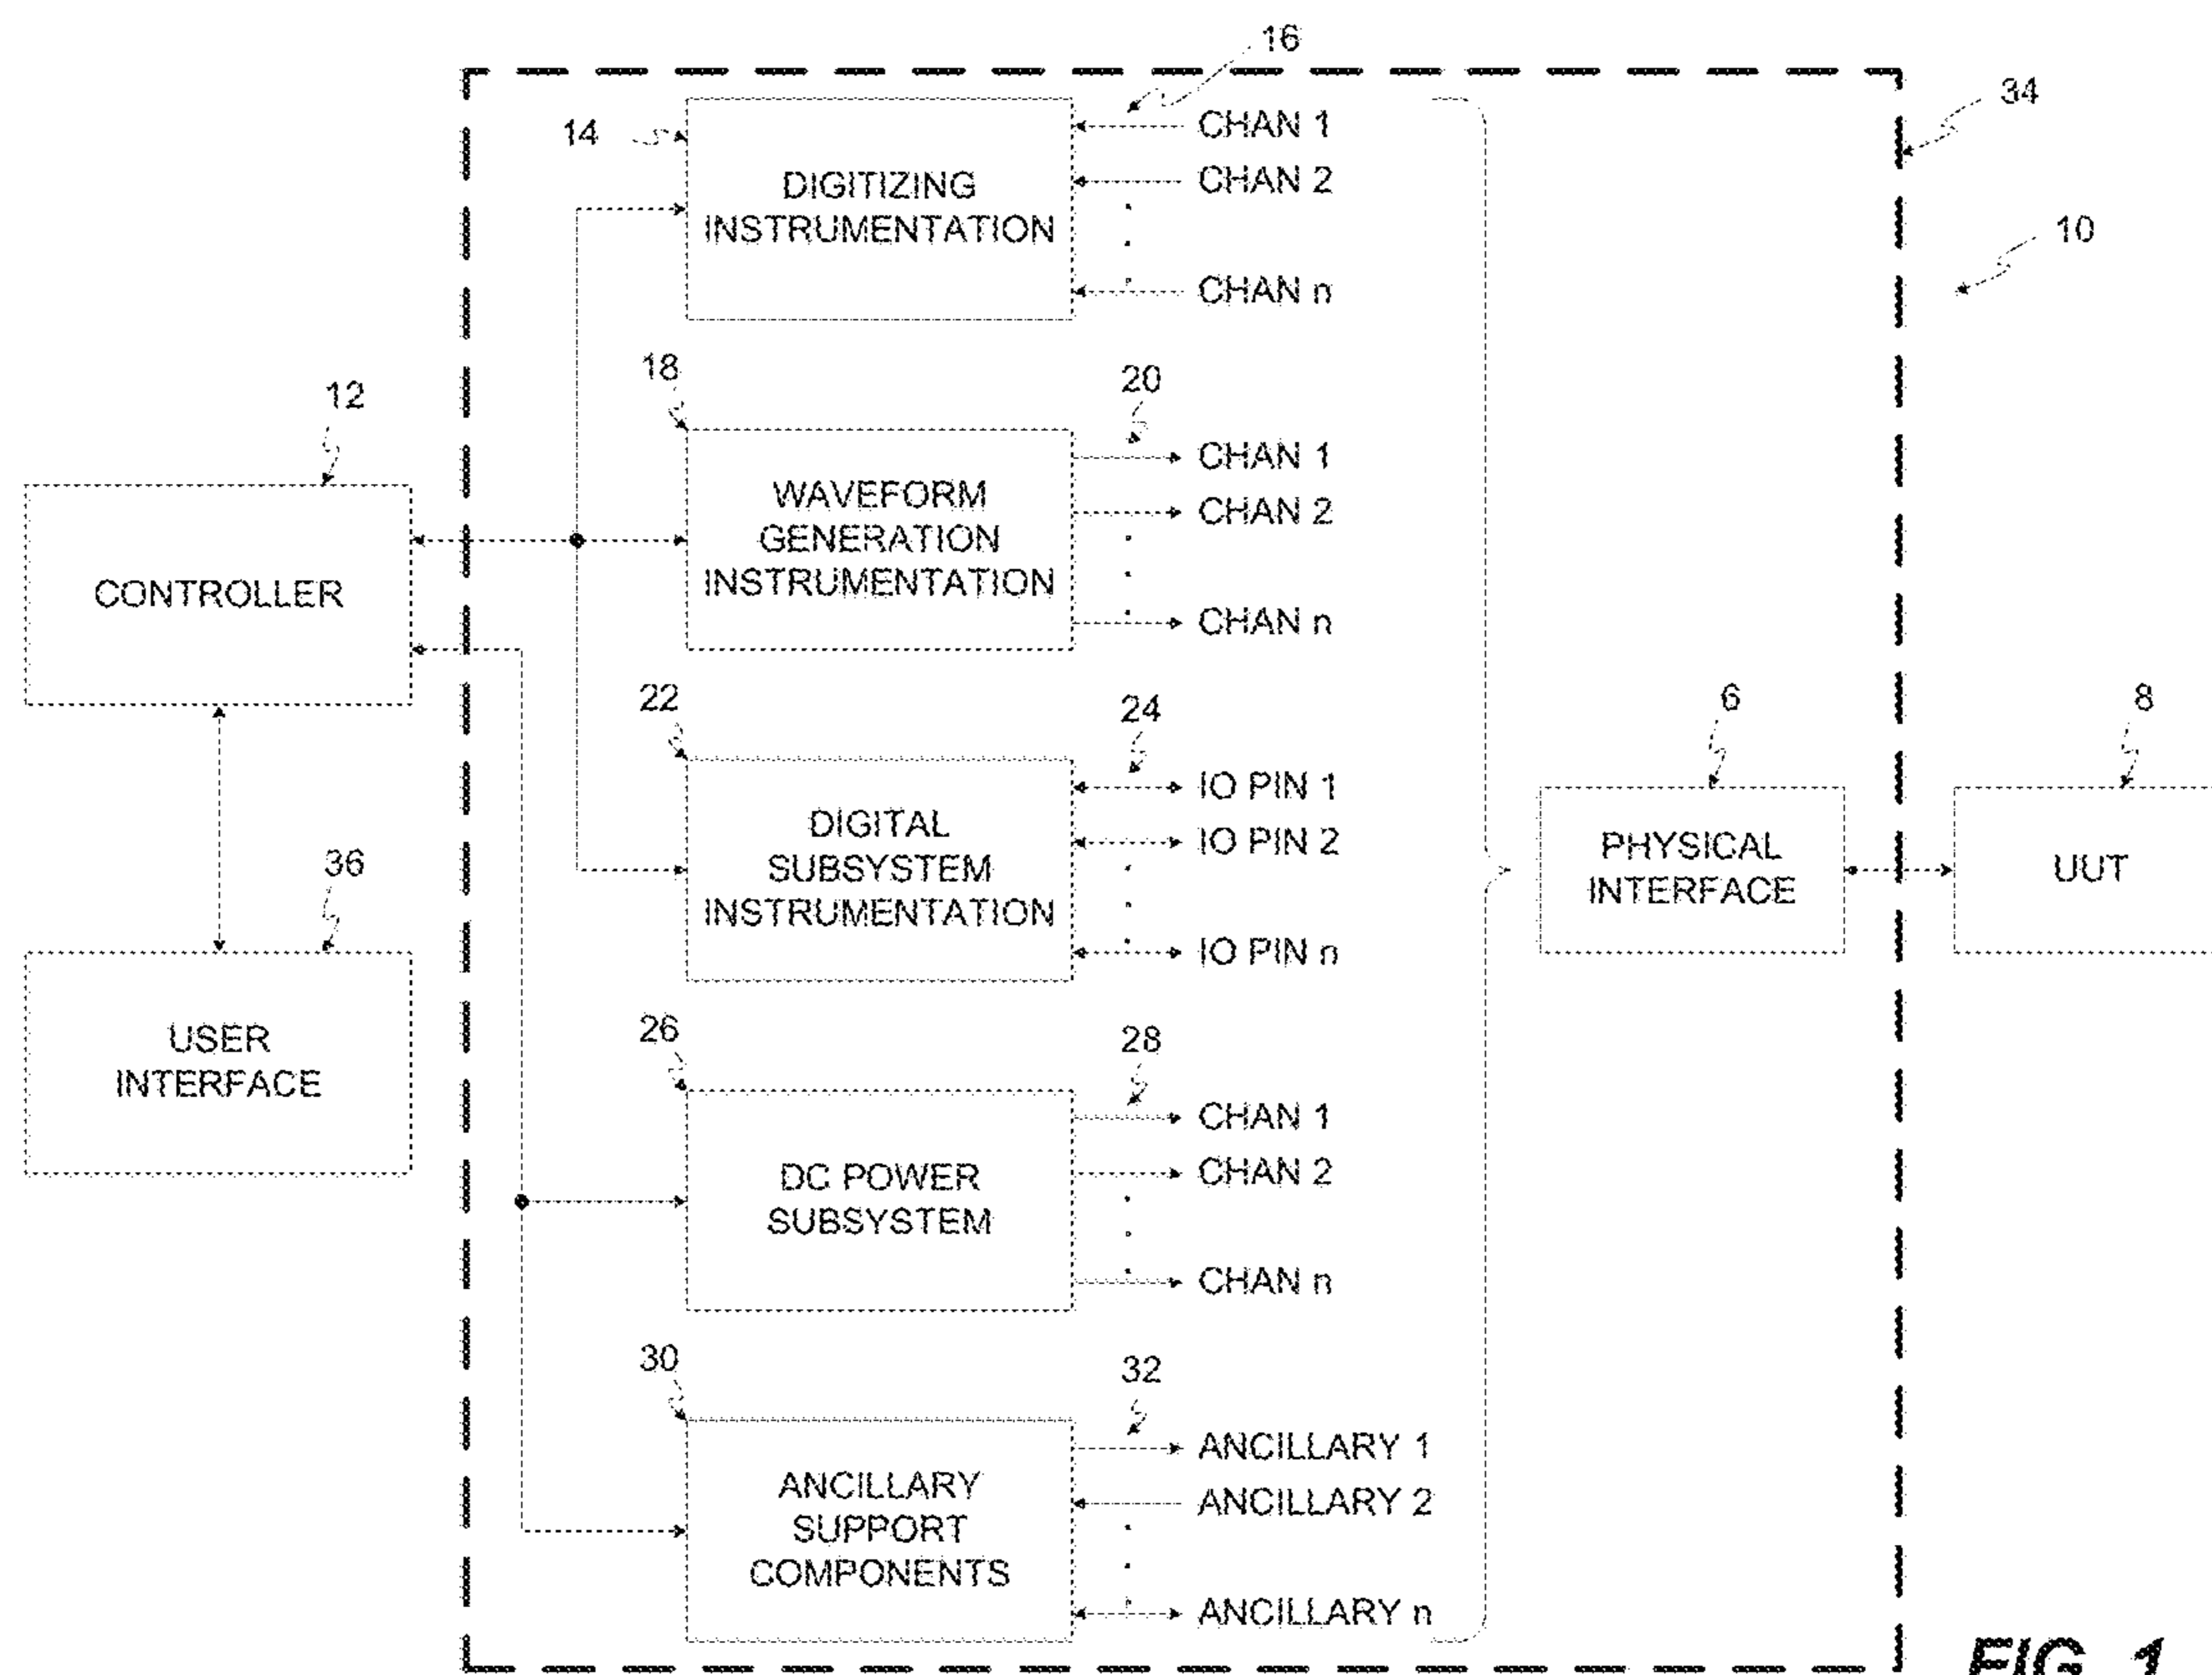 16
34
14
CHAN 1
DIGITIZING
INSTRUMENTATION
CHAN 2
10
CHAN n
18
20
12
CHAN 1
WAVEFORM
GENERATION
INSTRUMENTATION
CHAN 2
CONTROLLER
CHAN n
22
24
6
8
IO PIN 1
DIGITAL
SUBSYSTEM
INSTRUMENTATION
IO PIN 2
PHYSICAL
INTERFACE
UUT
36
IO PIN n
USER
INTERFACE
26
28
CHAN 1
DC POWER
SUBSYSTEM
CHAN 2
CHAN n
30
32
ANCILLARY 1
ANCILLARY
SUPPORT
COMPONENTS
ANCILLARY 2
ANCILLARY n
FIG. 1